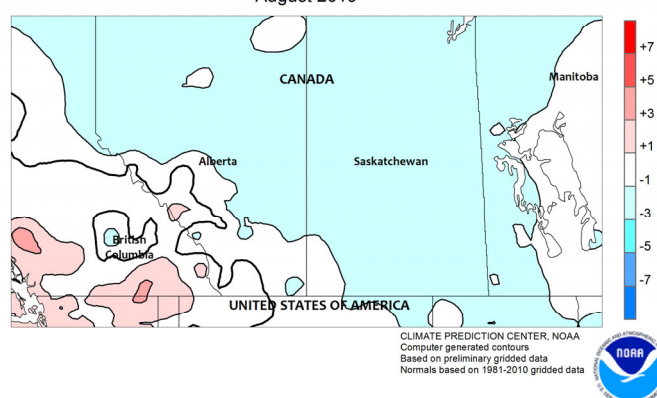 CANADA
Manitoba
Alberta
Saskatchewan
British
Columbia
UNITED STATES OF AMERICA
+7
+5
+3
+1
-1
-3
-5
-7
CLIMATE PREDICTION CENTER, NOAA
Computer generated contours
Based on preliminary gridded data
Normals based on 1981-2010 gridded data
NOAA